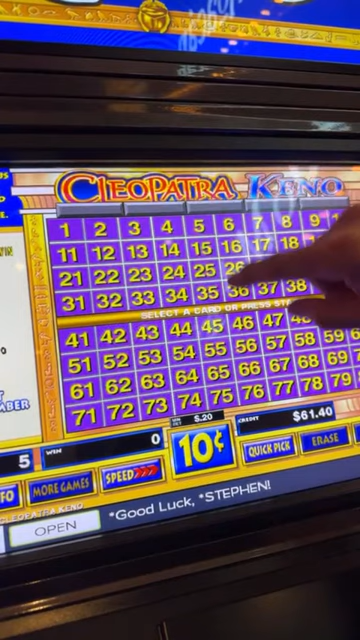 CLEOPATRA KENO
1 2 3 4 5 6 7 8 9
11 12 13 14 15 16 17 18
21 22 23 24 25 26
31 32 33 34 35 36 37 38
SELECT A CARD OR PRESS
41 42 43 44 45 46 47
51 52 53 54 55 56 57 58 59
61 62 63 64 65 66 67 68 69
71 72 73 74 75 76 77 78 79
MBER
5
WIN 0
$.20
10¢
CREDIT $61.40
MORE GAMES
SPEED
QUICK PICK
ERASE
CLEOPATRA KENO
OPEN
*Good Luck, *STEPHEN!